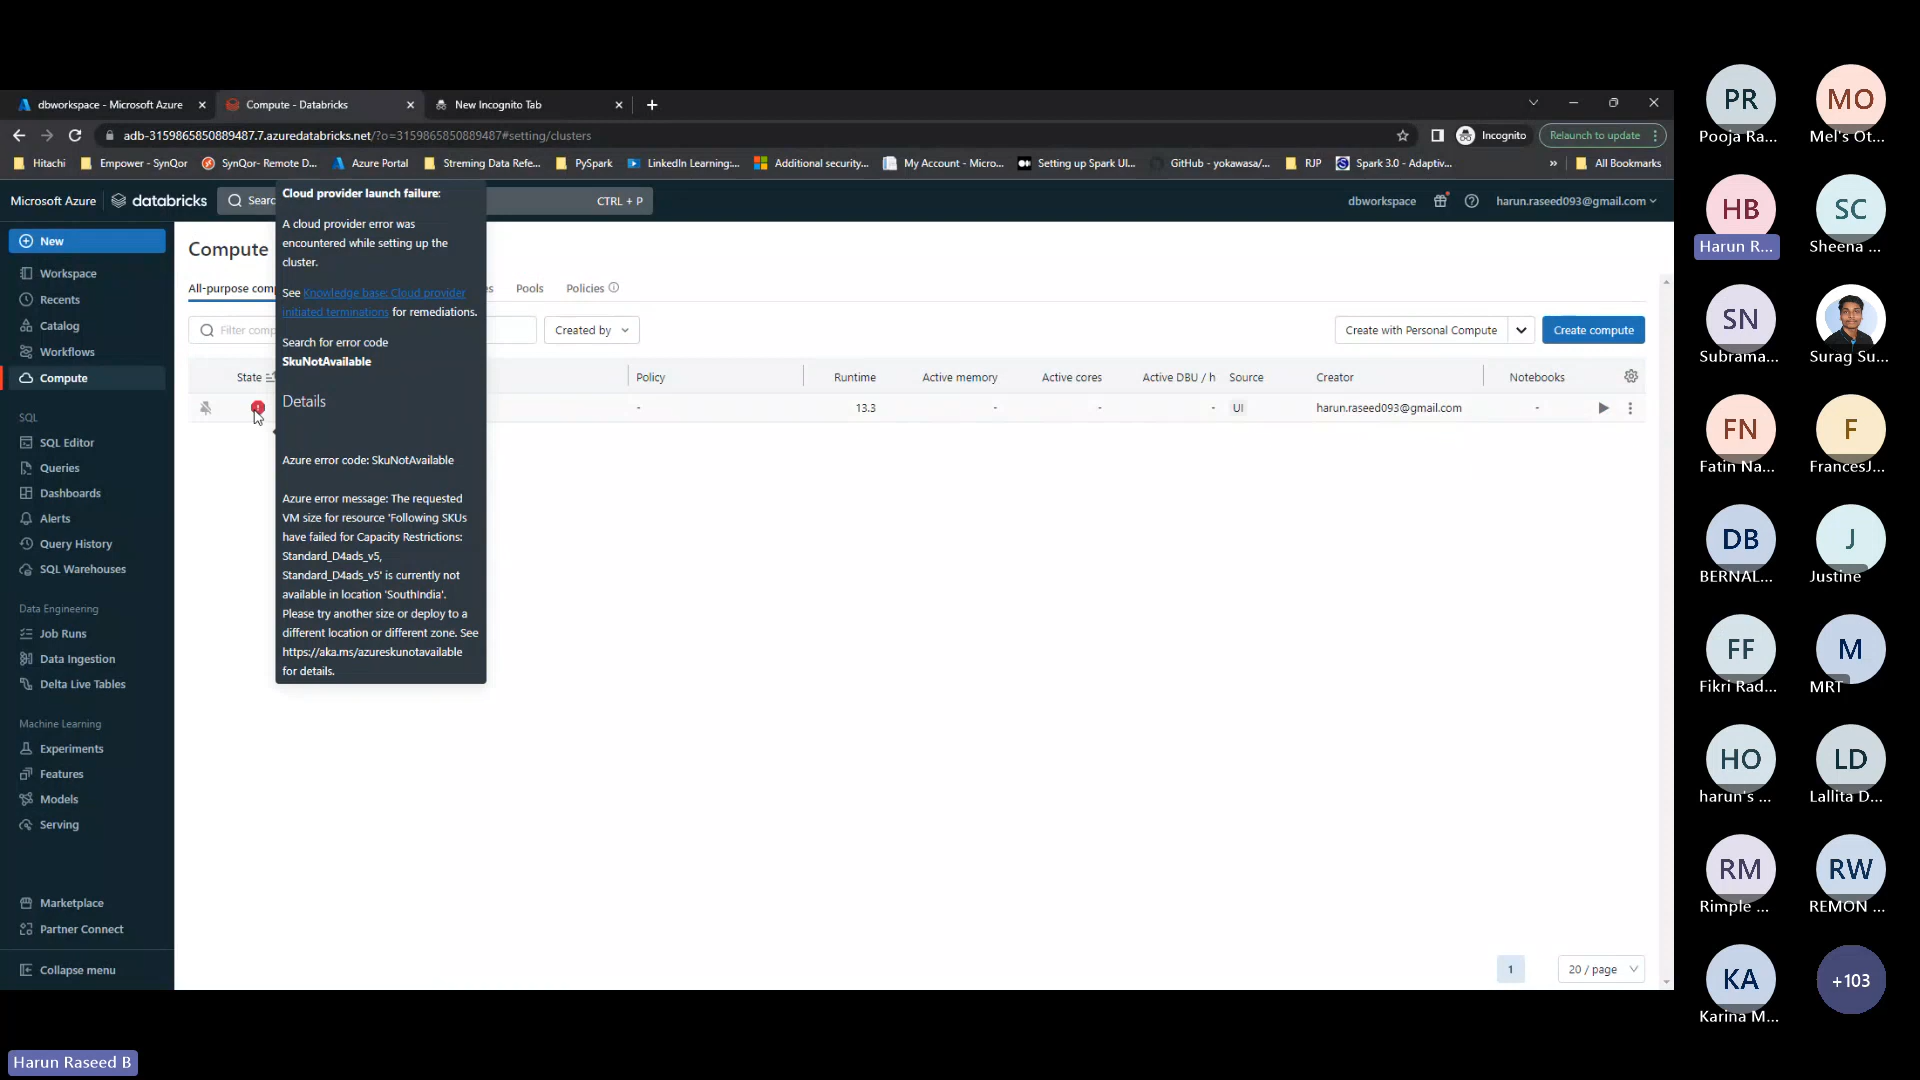 dbworkspace - Microsoft Azure
Compute - Databricks
New Incognito Tab
adb-3159865850889487.7.azuredatabricks.net/?o=3159865850889487#setting/clusters
Incognito
Relaunch to update
Hitachi
Empower - SynQor
SynQor- Remote D...
Azure Portal
Streming Data Refe...
PySpark
LinkedIn Learning:...
Additional security...
My Account - Micro...
Setting up Spark UI...
GitHub - yokawasa/...
RJP
Spark 3.0 - Adaptiv...
»
All Bookmarks
Microsoft Azure
databricks
Searc
CTRL + P
dbworkspace
harun.raseed093@gmail.com
New
Workspace
Recents
Catalog
Workflows
Compute
SQL
SQL Editor
Queries
Dashboards
Alerts
Query History
SQL Warehouses
Data Engineering
Job Runs
Data Ingestion
Delta Live Tables
Machine Learning
Experiments
Features
Models
Serving
Marketplace
Partner Connect
Collapse menu
Compute
All-purpose comp
es
Pools
Policies
Filter comp
Created by
Create with Personal Compute
Create compute
State
Policy
Runtime
Active memory
Active cores
Active DBU / h
Source
Creator
Notebooks
-
13.3
-
-
-
UI
harun.raseed093@gmail.com
-
Cloud provider launch failure:
A cloud provider error was
encountered while setting up the
cluster.
See Knowledge base: Cloud provider
initiated terminations for remediations.
Search for error code
SkuNotAvailable
Details
Azure error code: SkuNotAvailable
Azure error message: The requested
VM size for resource 'Following SKUs
have failed for Capacity Restrictions:
Standard_D4ads_v5,
Standard_D4ads_v5' is currently not
available in location 'SouthIndia'.
Please try another size or deploy to a
different location or different zone. See
https://aka.ms/azureskunotavailable
for details.
1
20 / page
PR
Pooja Ra...
MO
Mel's Ot...
HB
Harun R...
SC
Sheena ...
SN
Subrama...
Surag Su...
FN
Fatin Na...
F
FrancesJ...
DB
BERNAL...
J
Justine
FF
Fikri Rad...
M
MRT
HO
harun's ...
LD
Lallita D...
RM
Rimple ...
RW
REMON ...
KA
Karina M...
+103
Harun Raseed B